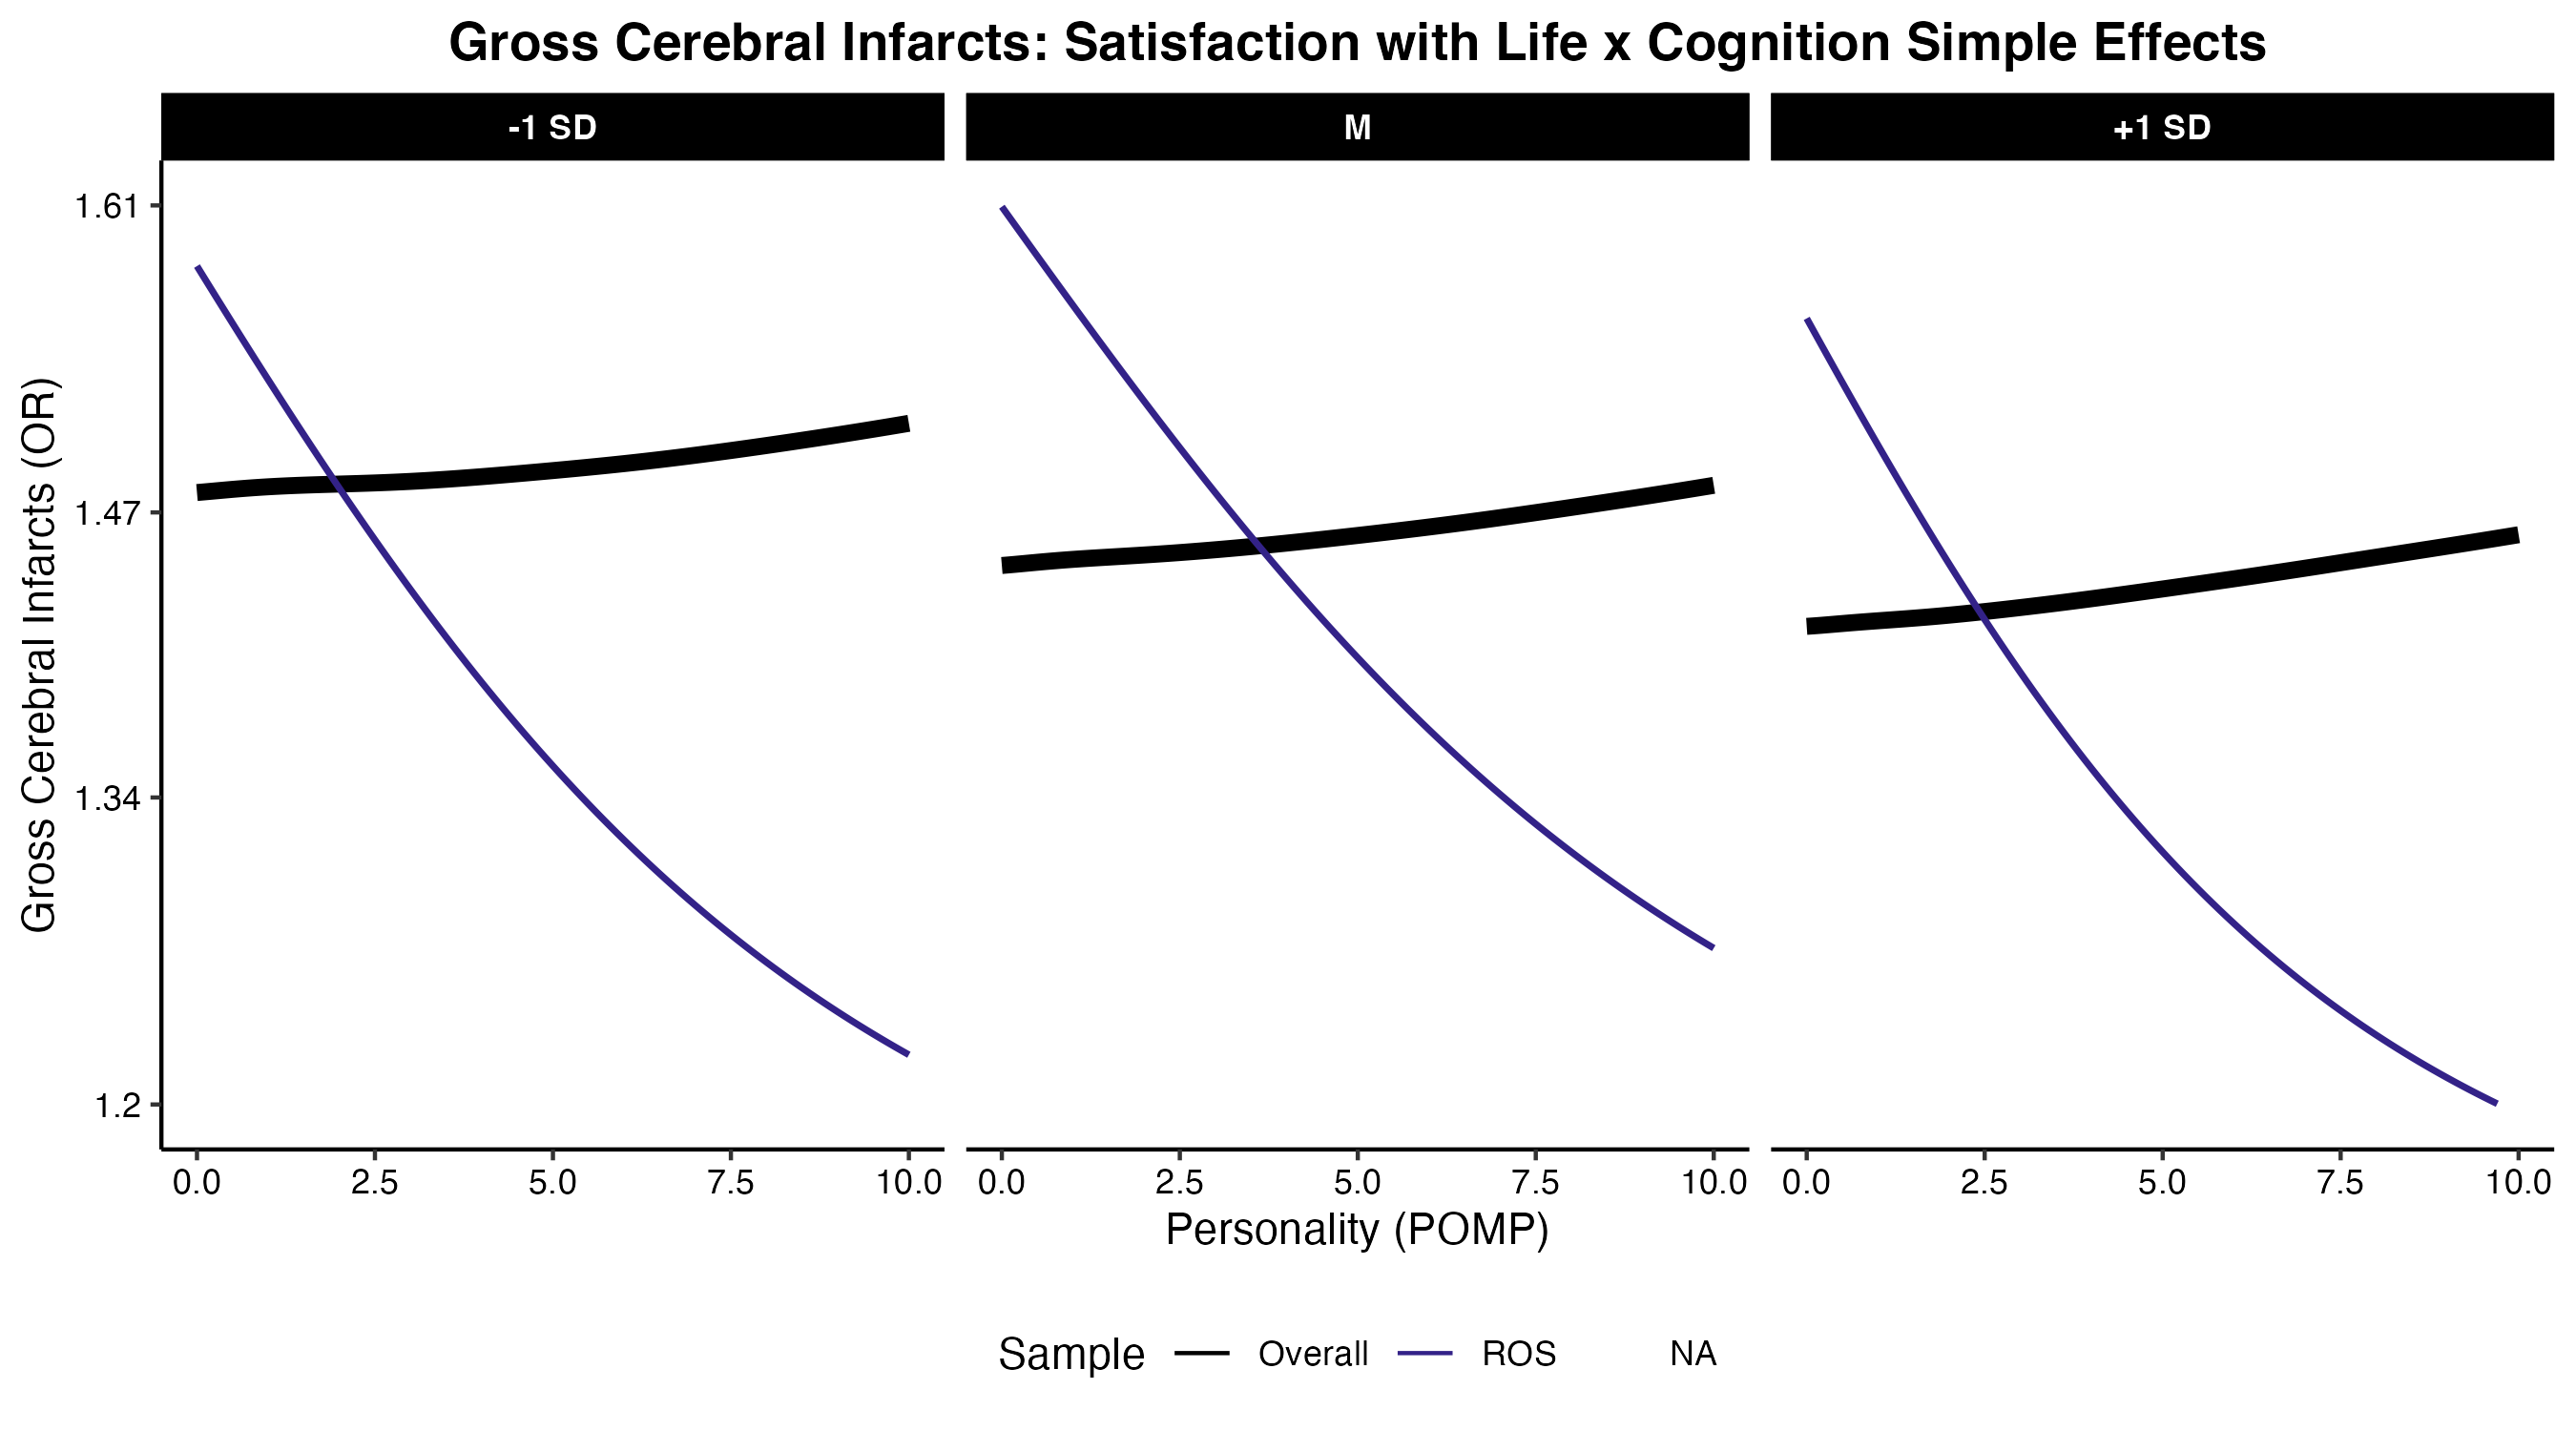 Gross Cerebral Infarcts: Satisfaction with Life x Cognition Simple Effects
-1 SD
M
+1 SD
Gross Cerebral Infarcts (OR)
1.61
1.47
1.34
1.2
0.0 2.5 5.0 7.5 10.0
0.0 2.5 5.0 7.5 10.0
0.0 2.5 5.0 7.5 10.0
Personality (POMP)
Sample Overall ROS NA